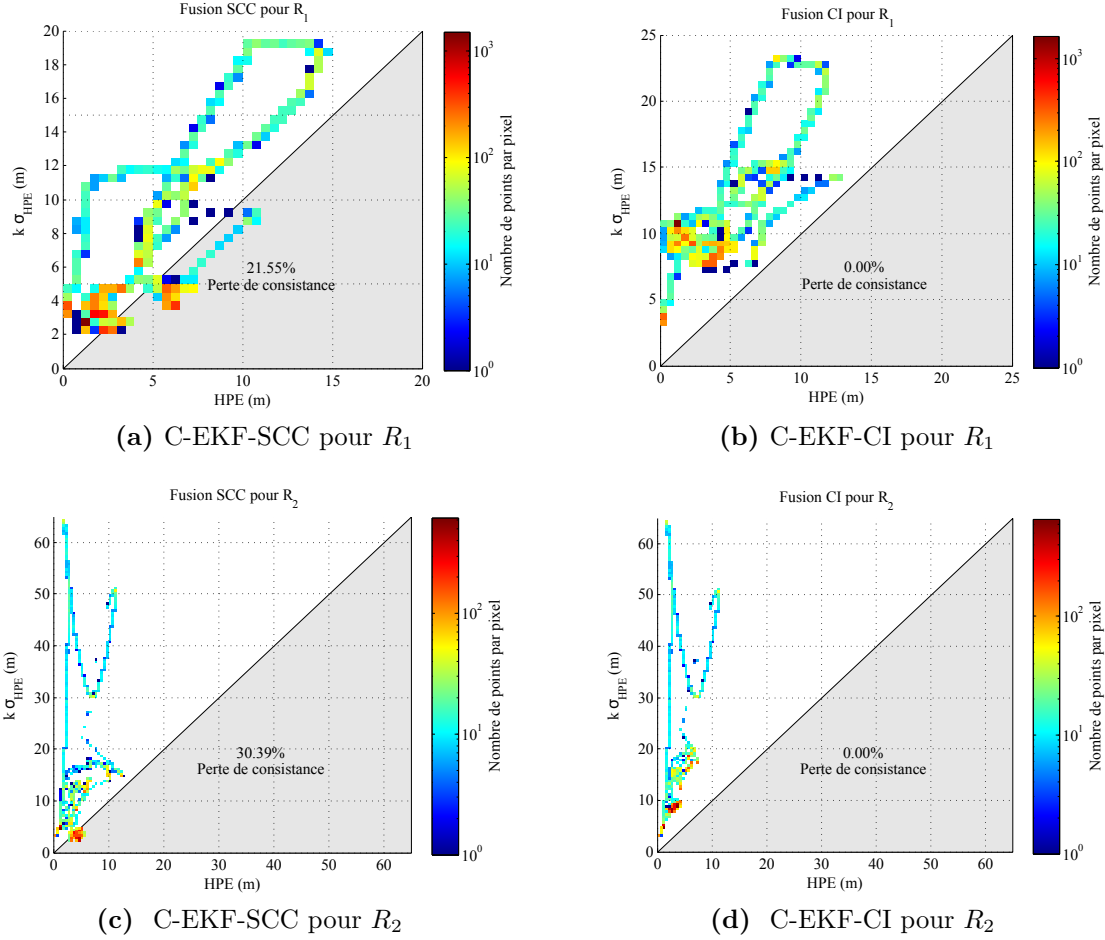 Fusion SCC pour R1
20
18
16
14
12
10
8
6
4
2
0
k σHPE (m)
0 5 10 15 20
HPE (m)
21.55%
Perte de consistance
10^3
10^2
10^1
10^0
Nombre de points par pixel
(a) C-EKF-SCC pour R1
Fusion CI pour R1
25
20
15
10
5
0
k σHPE (m)
0 5 10 15 20 25
HPE (m)
0.00%
Perte de consistance
10^3
10^2
10^1
10^0
Nombre de points par pixel
(b) C-EKF-CI pour R1
Fusion SCC pour R2
60
50
40
30
20
10
0
k σHPE (m)
0 10 20 30 40 50 60
HPE (m)
30.39%
Perte de consistance
10^2
10^1
10^0
Nombre de points par pixel
(c) C-EKF-SCC pour R2
Fusion CI pour R2
60
50
40
30
20
10
0
k σHPE (m)
0 10 20 30 40 50 60
HPE (m)
0.00%
Perte de consistance
10^2
10^1
10^0
Nombre de points par pixel
(d) C-EKF-CI pour R2